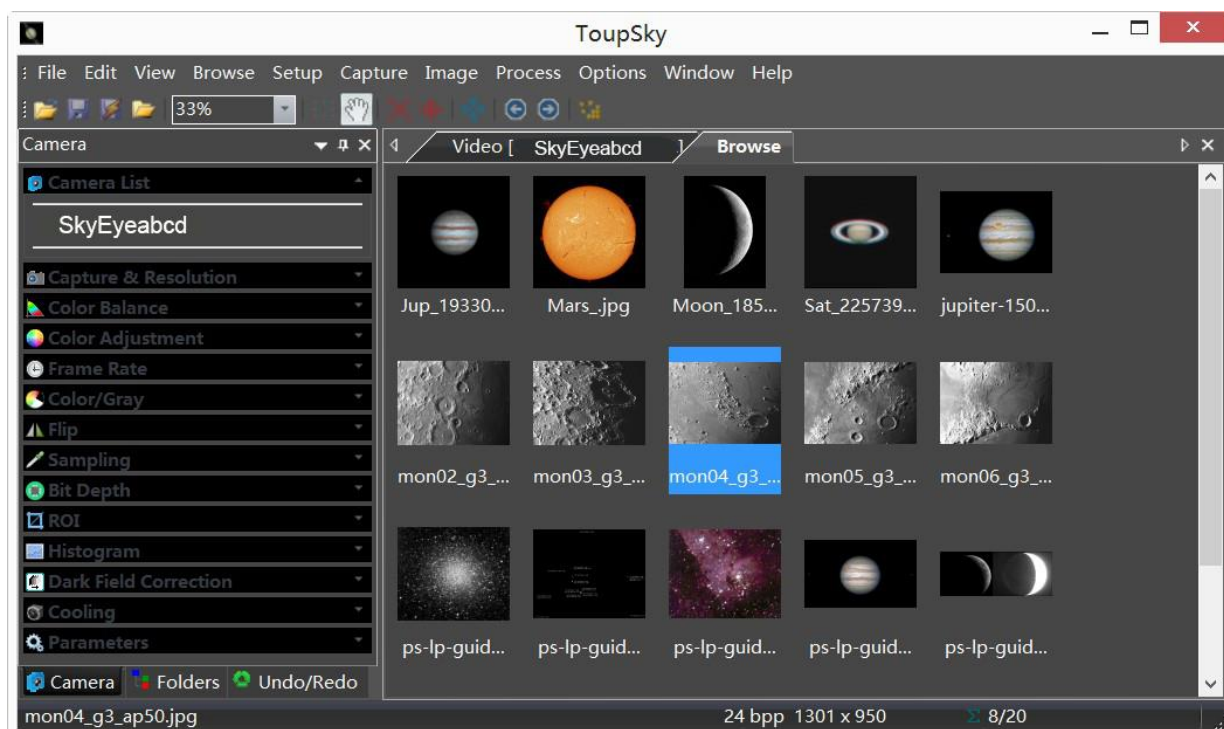 ToupSky
File Edit View Browse Setup Capture Image Process Options Window Help
33%
Camera
Video [ SkyEyeabcd ]
Browse
Camera List
SkyEyeabcd
Capture & Resolution
Color Balance
Color Adjustment
Frame Rate
Color/Gray
Flip
Sampling
Bit Depth
ROI
Histogram
Dark Field Correction
Cooling
Parameters
Camera Folders Undo/Redo
Jup_19330... Mars_.jpg Moon_185... Sat_225739... jupiter-150...
mon02_g3_... mon03_g3_... mon04_g3_... mon05_g3_... mon06_g3_...
ps-lp-guid... ps-lp-guid... ps-lp-guid... ps-lp-guid... ps-lp-guid...
mon04_g3_ap50.jpg 24 bpp 1301 x 950 Σ 8/20